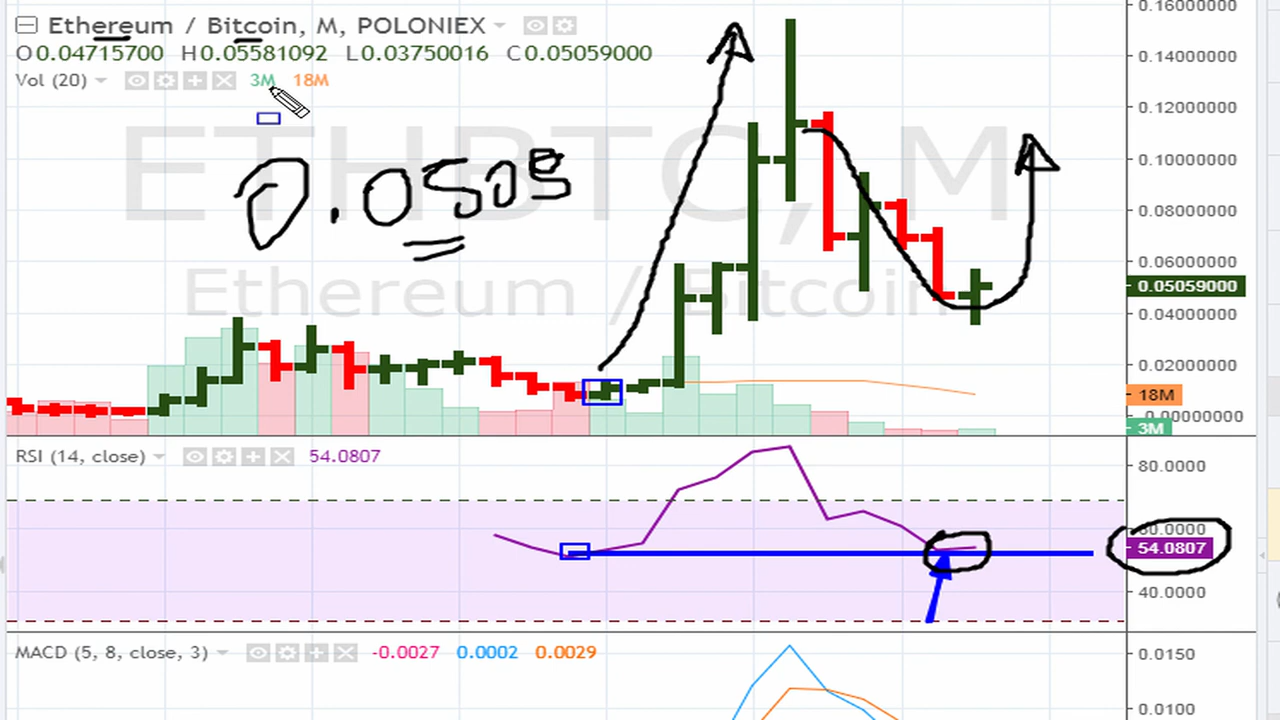 Ethereum / Bitcoin, M, POLONIEX
O0.04715700 H0.05581092 L0.03750016 C0.05059000
Vol (20) 3M 18M
0.0505
ETHBTC, M
Ethereum / Bitcoin
0.16000000
0.14000000
0.12000000
0.10000000
0.08000000
0.06000000
0.05059000
0.04000000
0.02000000
18M
0.00000000
3M
RSI (14, close) 54.0807
80.0000
60.0000
54.0807
40.0000
MACD (5, 8, close, 3) -0.0027 0.0002 0.0029
0.0150
0.0100